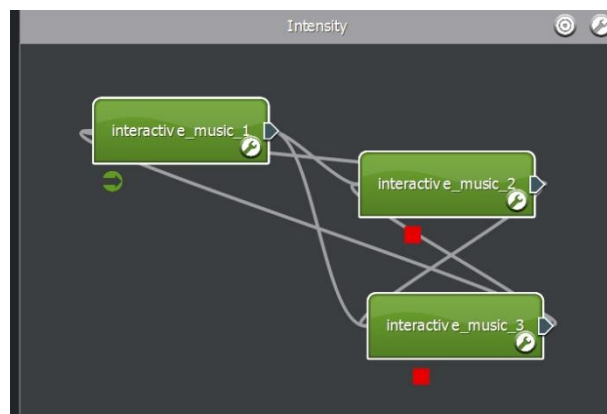 Intensity
interactive_music_1
interactive_music_2
interactive_music_3